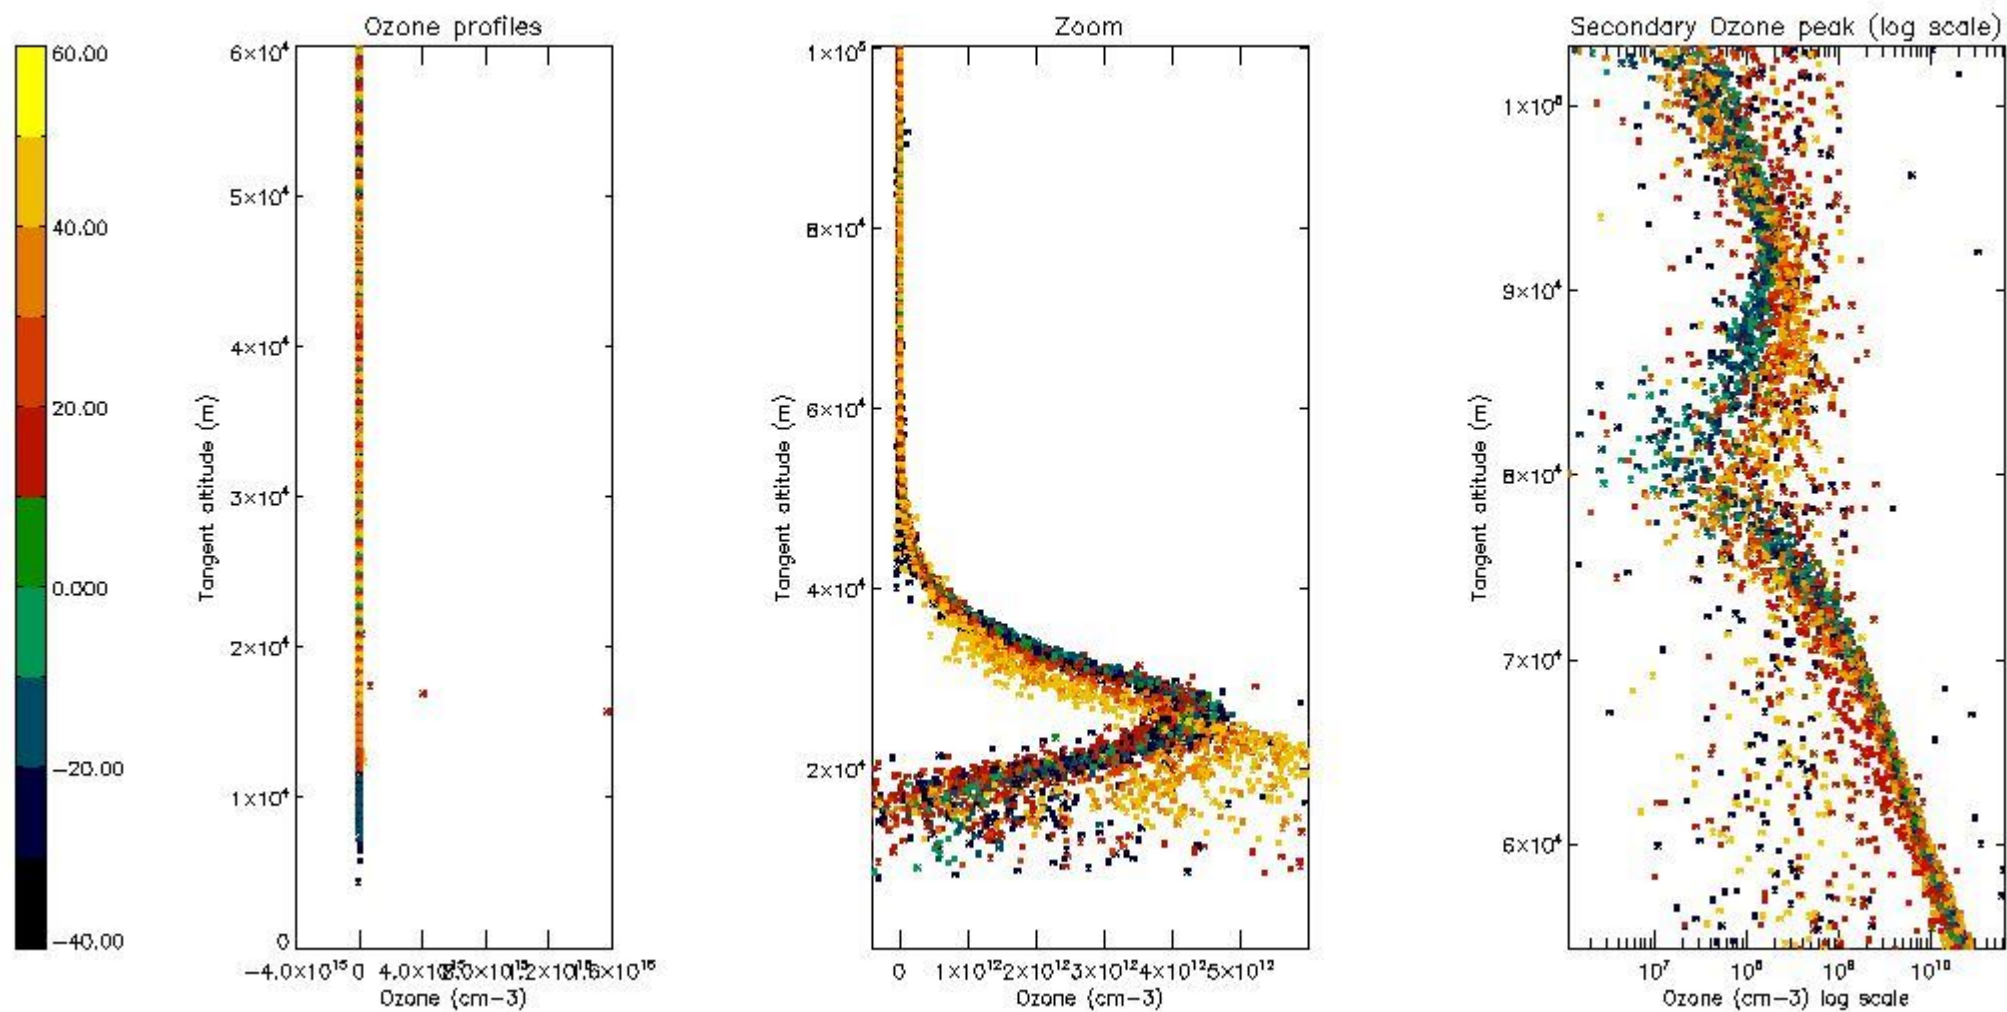 Ozone profiles
Zoom
Secondary Ozone peak (log scale)
60.00
40.00
20.00
0.000
−20.00
−40.00
6×10⁴
5×10⁴
4×10⁴
3×10⁴
2×10⁴
1×10⁴
0
Tangent altitude (m)
−4.0×10¹⁵ 0
Ozone (cm−3)
1×10⁵
8×10⁴
6×10⁴
4×10⁴
2×10⁴
Tangent altitude (m)
0 1×10¹² 2×10¹² 3×10¹² 4×10¹² 5×10¹²
Ozone (cm−3)
9×10⁴
8×10⁴
7×10⁴
6×10⁴
Tangent altitude (m)
10⁷ 10⁸ 10⁹ 10¹⁰
Ozone (cm−3) log scale